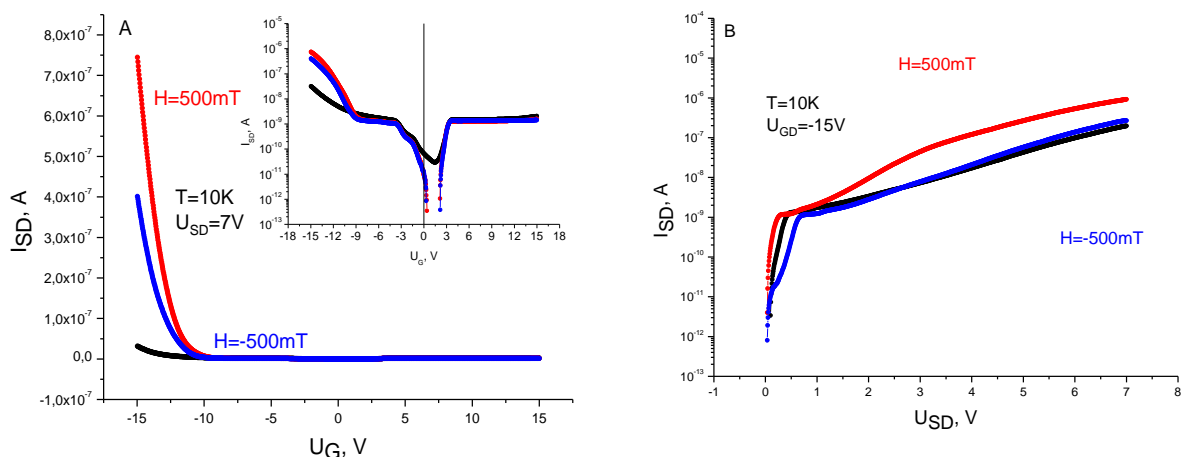 A
8,0x10⁻⁷
7,0x10⁻⁷
6,0x10⁻⁷
5,0x10⁻⁷
4,0x10⁻⁷
3,0x10⁻⁷
2,0x10⁻⁷
1,0x10⁻⁷
0,0
-1,0x10⁻⁷
I_SD, A
H=500mT
T=10K
U_SD=7V
H=-500mT
-15 -10 -5 0 5 10 15
U_G, V
10⁻⁵
10⁻⁶
10⁻⁷
10⁻⁸
10⁻⁹
10⁻¹⁰
10⁻¹¹
10⁻¹²
10⁻¹³
I_SD, A
-18 -15 -12 -9 -6 -3 0 3 6 9 12 15 18
U_G, V
B
10⁻⁴
10⁻⁵
10⁻⁶
10⁻⁷
10⁻⁸
10⁻⁹
10⁻¹⁰
10⁻¹¹
10⁻¹²
10⁻¹³
I_SD, A
H=500mT
T=10K
U_GD=-15V
H=-500mT
-1 0 1 2 3 4 5 6 7 8
U_SD, V